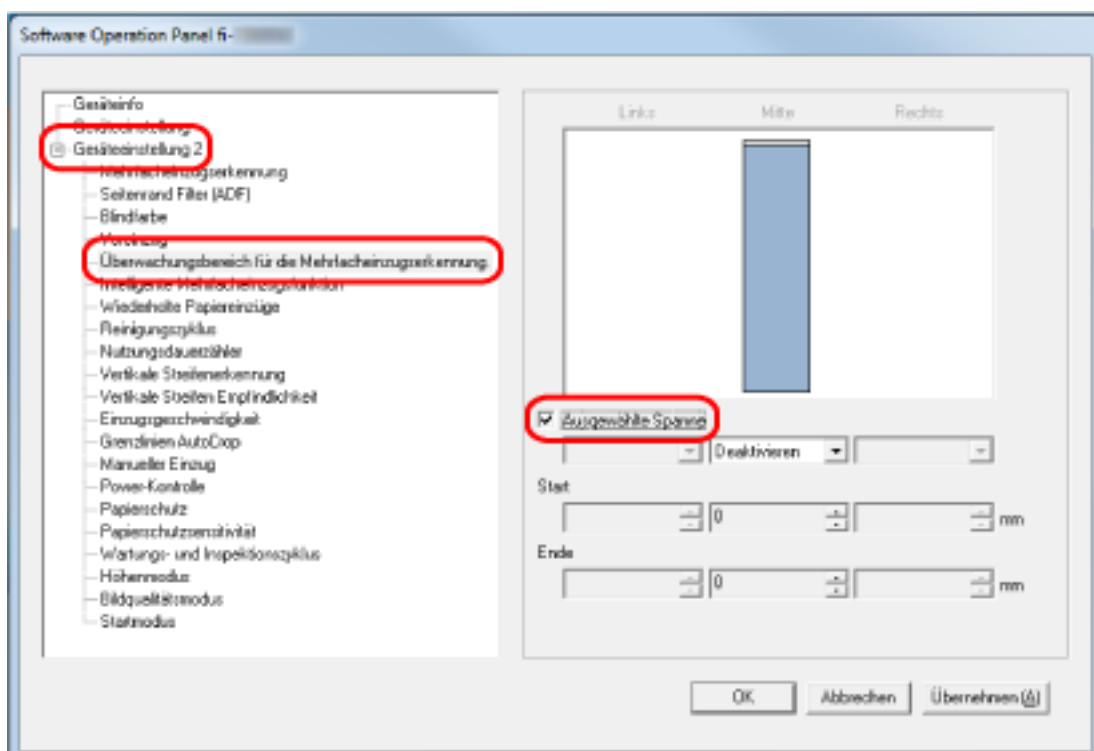 Software Operation Panel fi-
Geräteinfo
Geräteeinstellung
Geräteeinstellung 2
Mehrfacheinzugserkennung
Seitenrand Filter (ADF)
Blindfarbe
Voreinzug
Überwachungsbereich für die Mehrfacheinzugserkennung
Intelligente Mehrfacheinzugsfunktion
Wiederholte Papiereinzüge
Reinigungszyklus
Nutzungsdauerzähler
Vertikale Streifenerkennung
Vertikale Streifen Empfindlichkeit
Einzugsgeschwindigkeit
Grenzlinien AutoCrop
Manueller Einzug
Power-Kontrolle
Papierschutz
Papierschutzsensitivität
Wartungs- und Inspektionszyklus
Höhenmodus
Bildqualitätsmodus
Startmodus
Links Mitte Rechts
Ausgewählte Spanne
Deaktivieren
Start
0 mm
Ende
0 mm
OK Abbrechen Übernehmen (A)